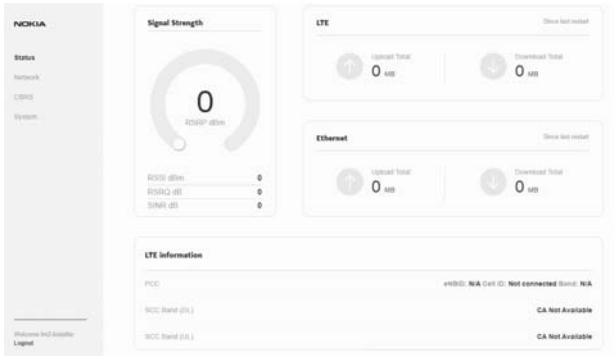 NOKIA
Status
Network
CBRS
System
Logout
Signal Strength
0
RSRP dBm
RSSI dBm 0
RSRQ dB 0
SINR dB 0
LTE Since last restart
Upload Total
0 MB
Download Total
0 MB
Ethernet Since last restart
Upload Total
0 MB
Download Total
0 MB
LTE information
PCC eNBID: N/A Cell ID: Not connected Band: N/A
SCC Band (DL) CA Not Available
SCC Band (UL) CA Not Available